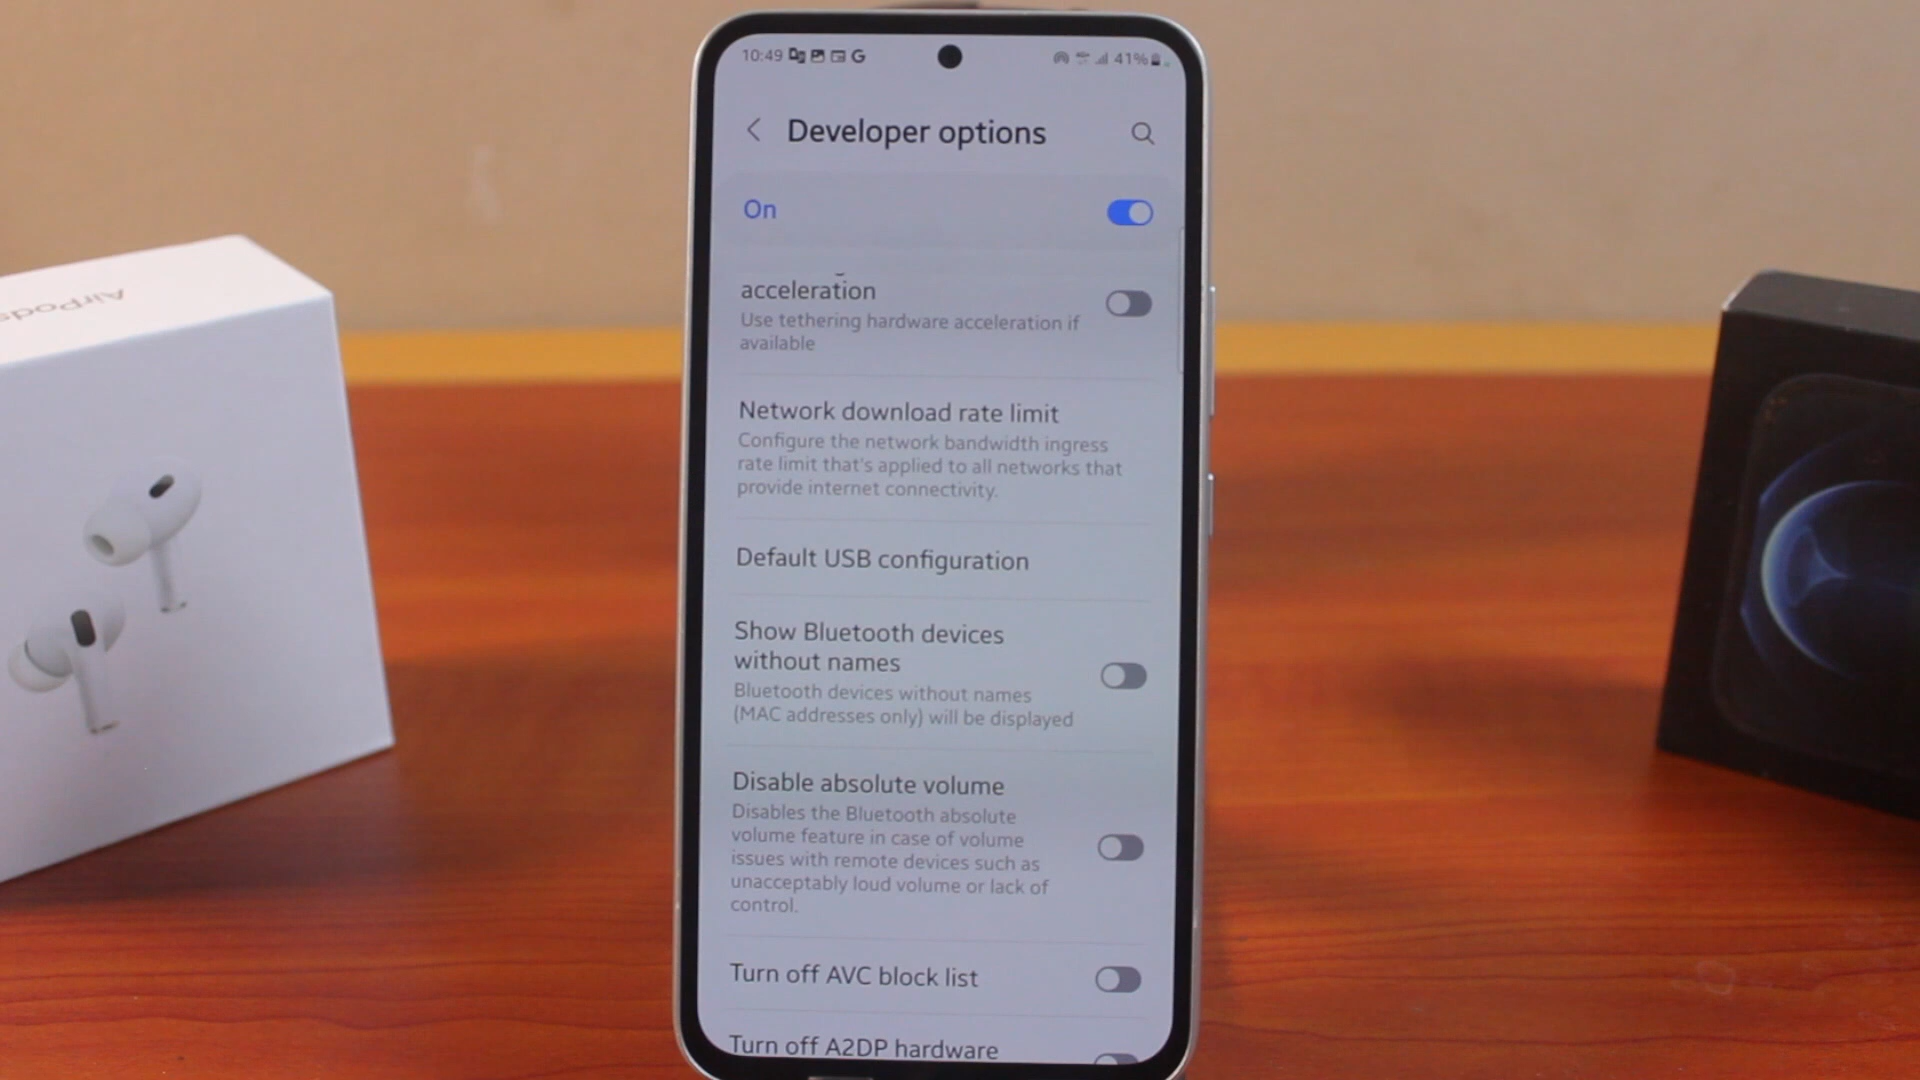 10:49
41%
Developer options
On
acceleration
Use tethering hardware acceleration if
available
Network download rate limit
Configure the network bandwidth ingress
rate limit that's applied to all networks that
provide internet connectivity.
Default USB configuration
Show Bluetooth devices
without names
Bluetooth devices without names
(MAC addresses only) will be displayed
Disable absolute volume
Disables the Bluetooth absolute
volume feature in case of volume
issues with remote devices such as
unacceptably loud volume or lack of
control.
Turn off AVC block list
Turn off A2DP hardware
AirPods